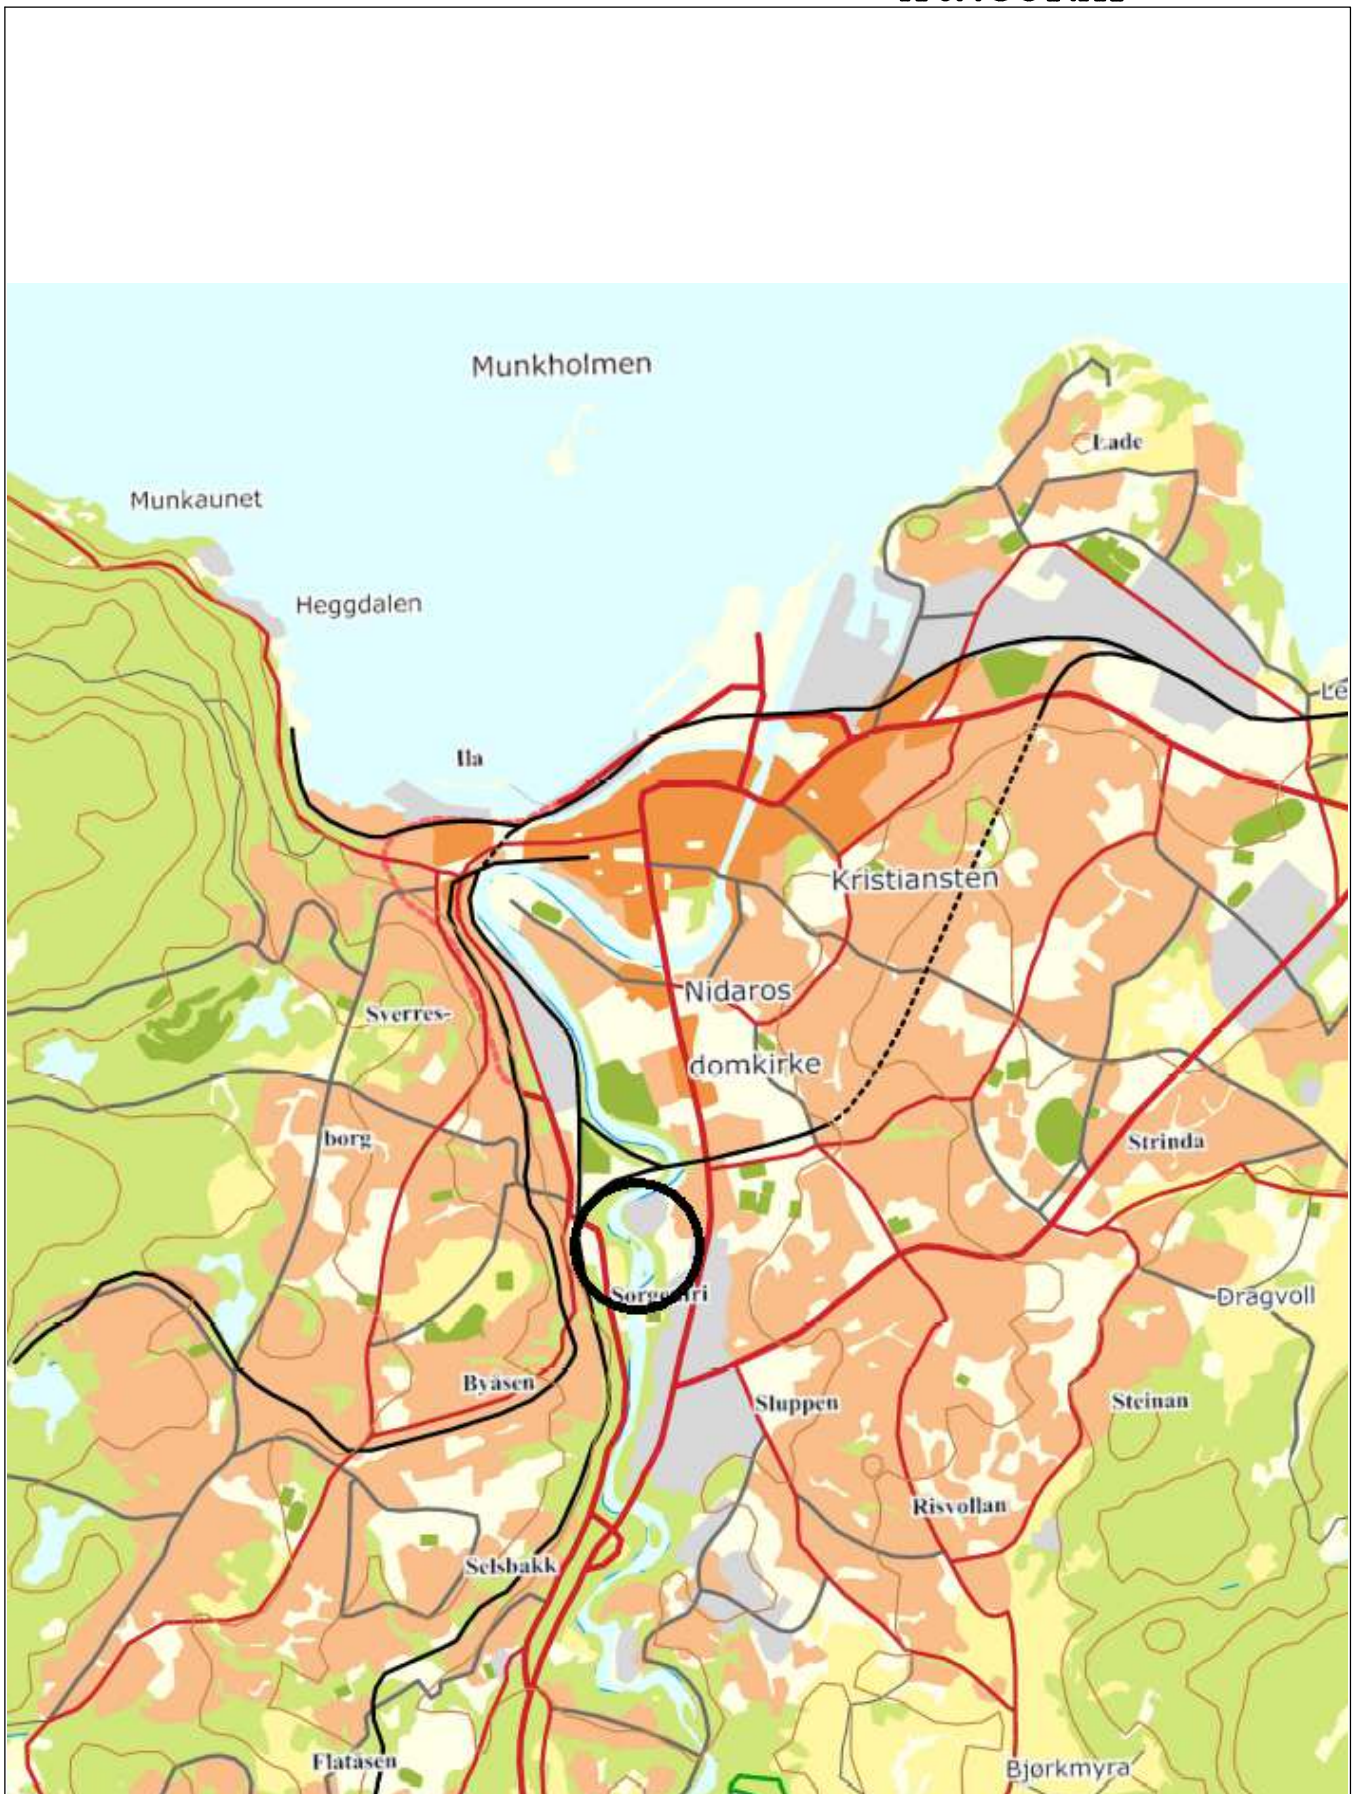 Munkholmen
Lade
Munkaunet
Heggdalen
Le
Ila
Kristiansten
Nidaros
Sverres-
domkirke
borg
Strinda
Dragvoll
Byåsen
Sluppen
Steinan
Risvollan
Selsbakk
Flatåsen
Bjørkmyra